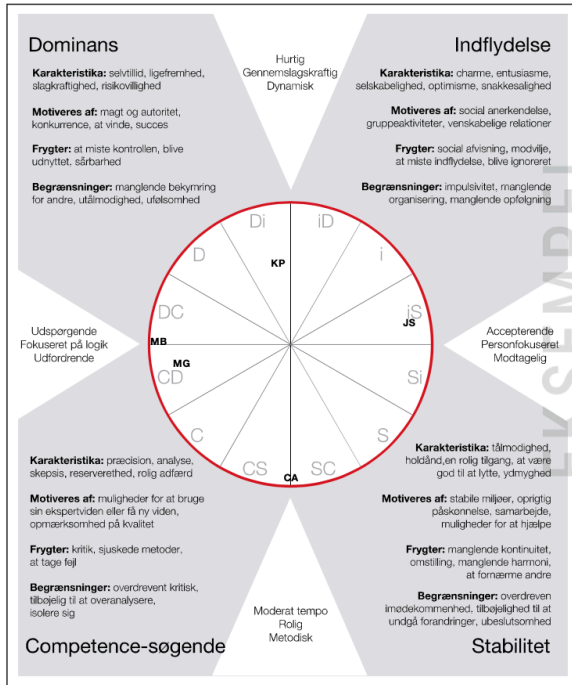 Dominans
Karakteristika: selvtillid, ligefremhed,
slagkraftighed, risikovillighed
Motiveres af: magt og autoritet,
konkurrence, at vinde, succes
Frygter: at miste kontrollen, blive
udnyttet, sårbarhed
Begrænsninger: manglende bekymring
for andre, utålmodighed, ufølsomhed
Hurtig
Gennemslagskraftig
Dynamisk
Indflydelse
Karakteristika: charme, entusiasme,
selskabelighed, optimisme, snakkesalighed
Motiveres af: social anerkendelse,
gruppeaktiviteter, venskabelige relationer
Frygter: social afvisning, modvilje,
at miste indflydelse, blive ignoreret
Begrænsninger: impulsivitet, manglende
organisering, manglende opfølgning
EKSEMPEL
Di
iD
D
KP
i
DC
iS
JS
MB
MG
CD
Si
C
S
CS
CA
SC
Udspørgende
Fokuseret på logik
Udfordrende
Accepterende
Personfokuseret
Modtagelig
Karakteristika: præcision, analyse,
skepsis, reserverethed, rolig adfærd
Motiveres af: muligheder for at bruge
sin ekspertviden eller få ny viden,
opmærksomhed på kvalitet
Frygter: kritik, sjuskede metoder,
at tage fejl
Begrænsninger: overdrevent kritisk,
tilbøjelig til at overanalysere,
isolere sig
Competence-søgende
Moderat tempo
Rolig
Metodisk
Karakteristika: tålmodighed,
holdånd,en rolig tilgang, at være
god til at lytte, ydmyghed
Motiveres af: stabile miljøer, oprigtig
påskønnelse, samarbejde,
muligheder for at hjælpe
Frygter: manglende kontinuitet,
omstilling, manglende harmoni,
at fornærme andre
Begrænsninger: overdreven
imødekommenhed, tilbøjelighed til at
undgå forandringer, ubeslutsomhed
Stabilitet